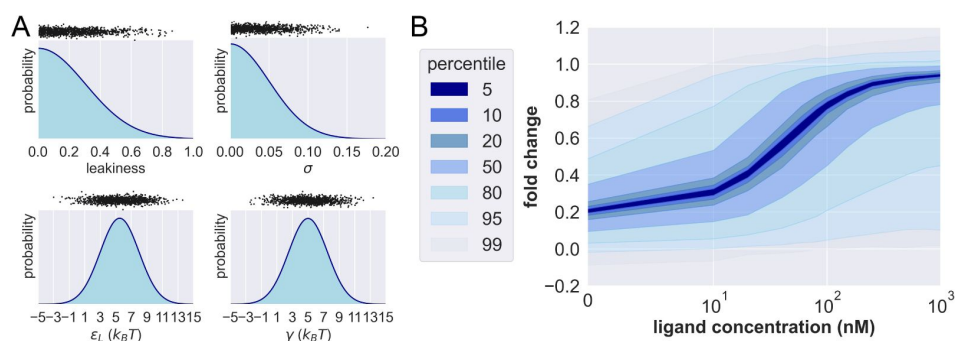 A
probability
0.0 0.2 0.4 0.6 0.8 1.0
leakiness
probability
0.00 0.05 0.10 0.15 0.20
σ
probability
−5−3−1 1 3 5 7 9 11 13 15
ε_L (k_BT)
probability
−5−3−1 1 3 5 7 9 11 13 15
γ (k_BT)
B
percentile
5
10
20
50
80
95
99
fold change
1.2
1.0
0.8
0.6
0.4
0.2
0.0
−0.2
0 10¹ 10² 10³
ligand concentration (nM)